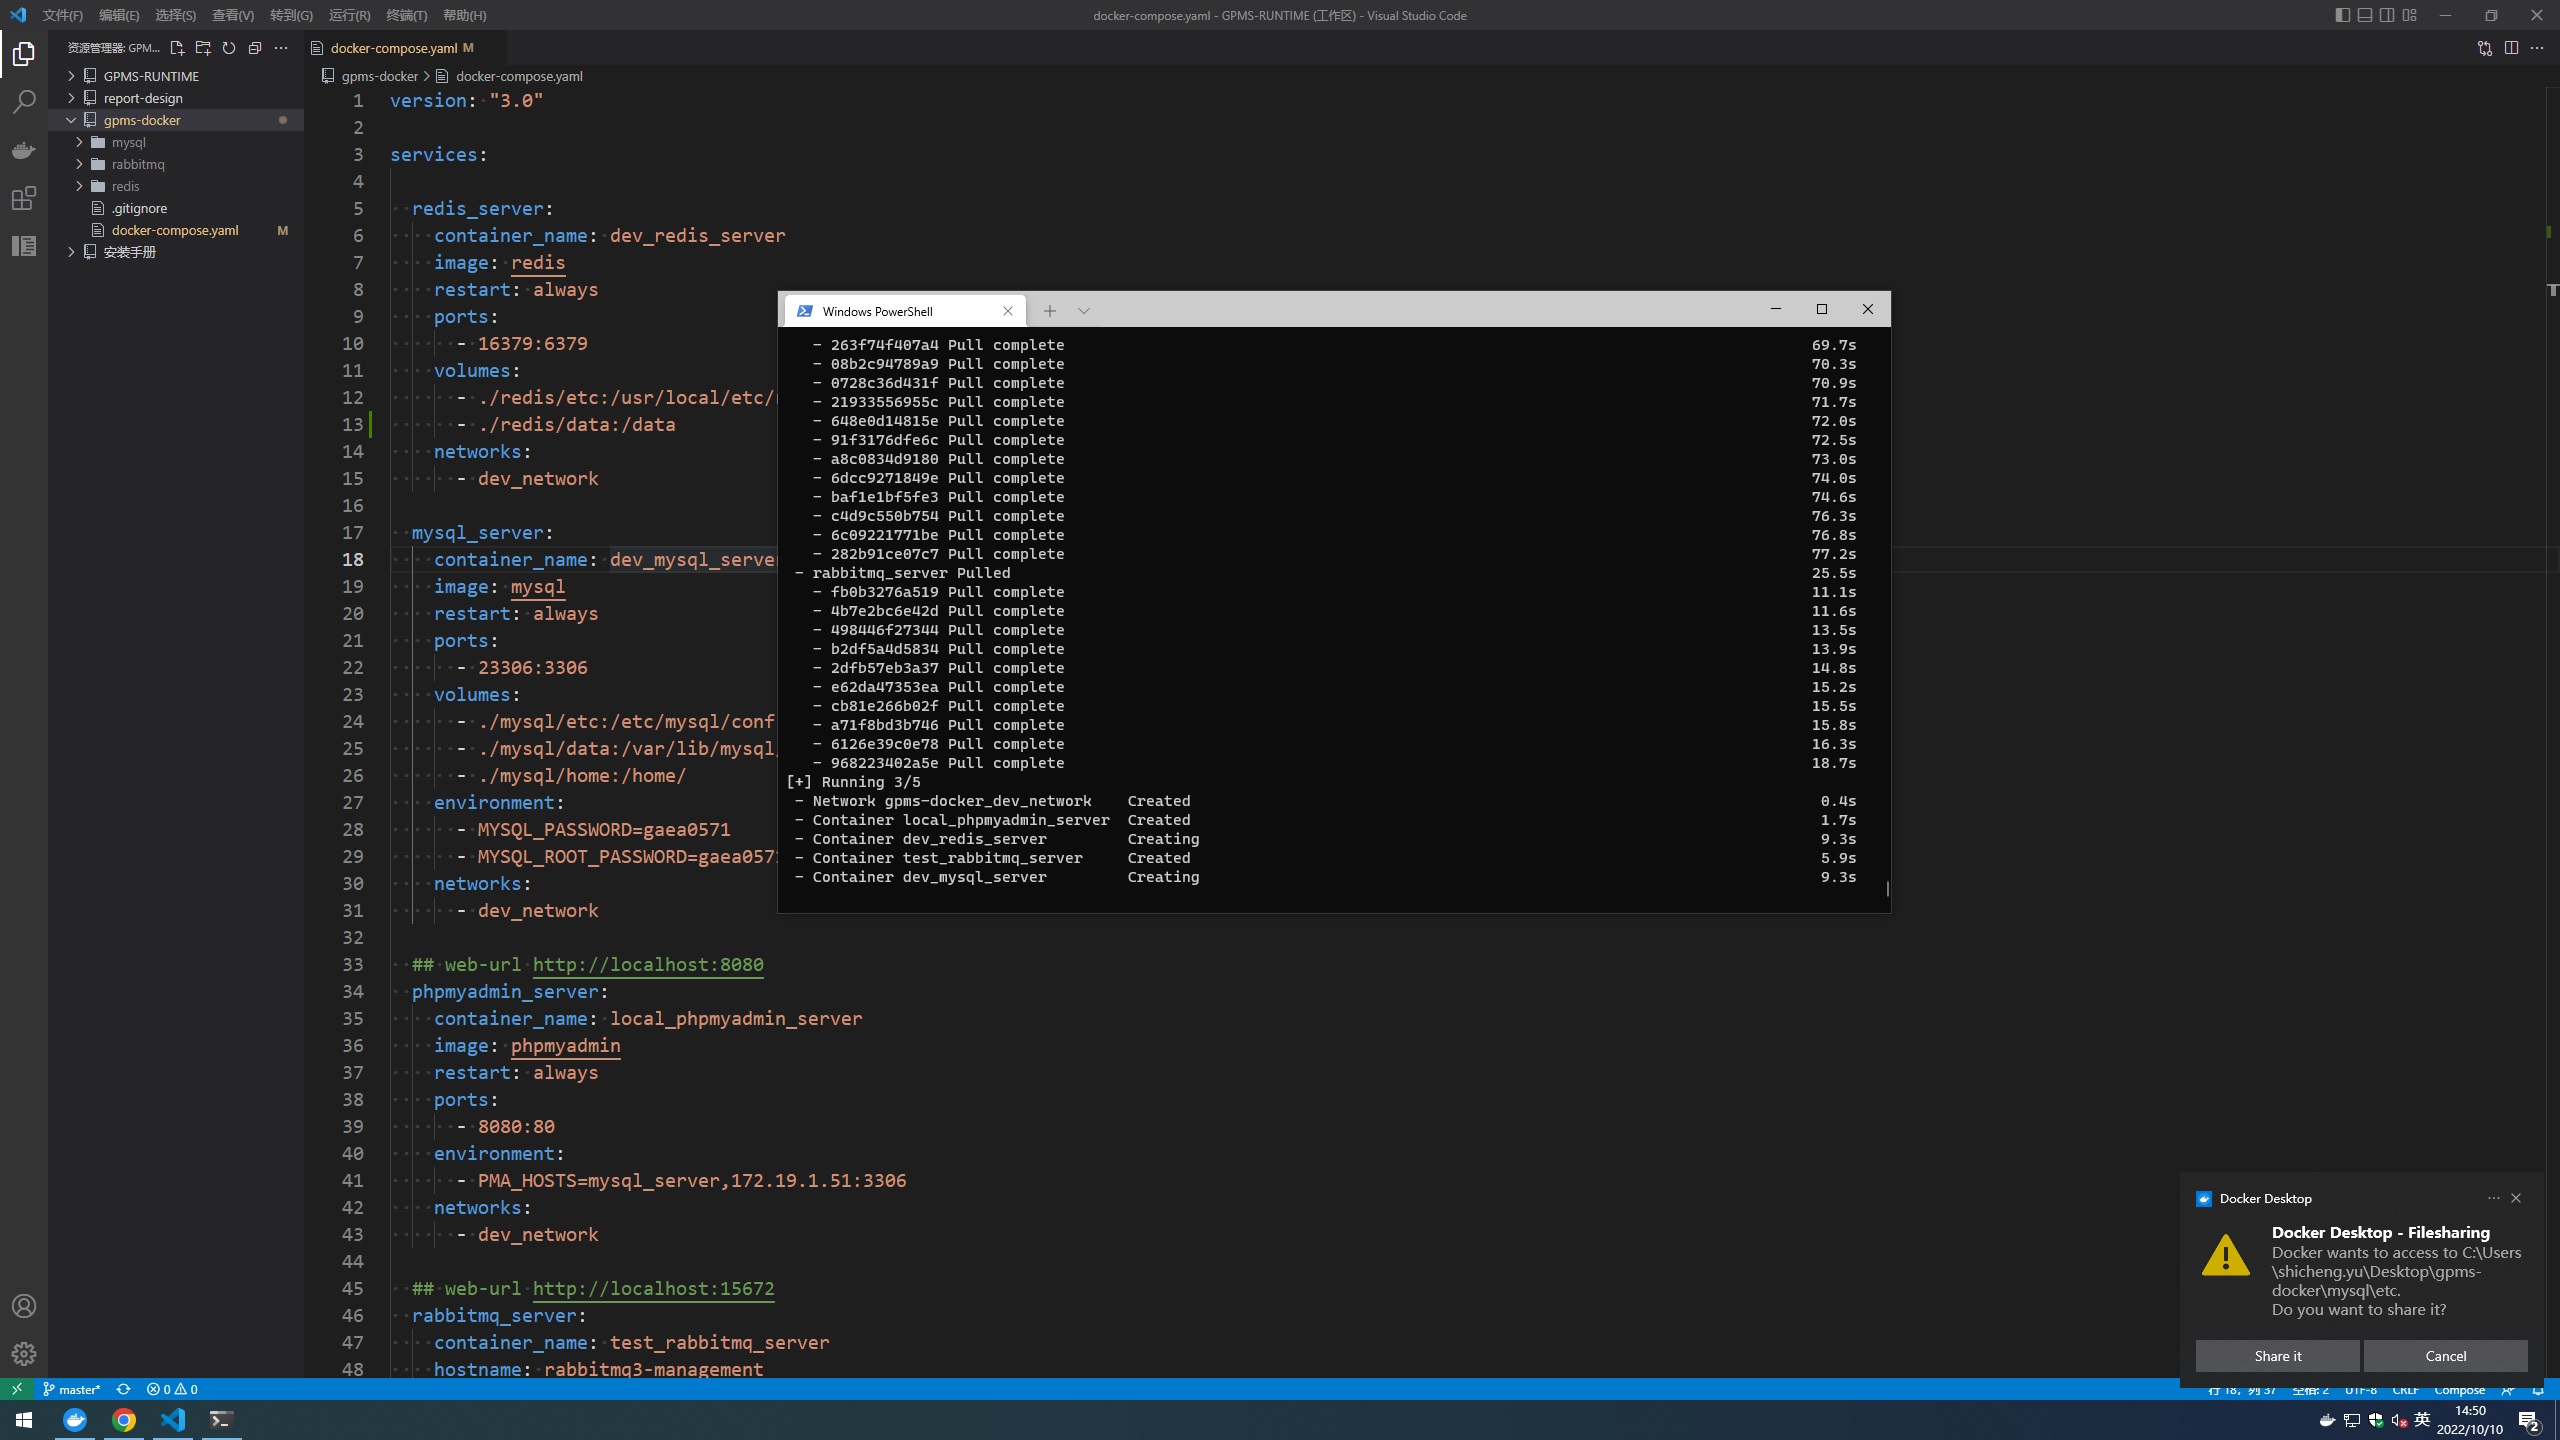 文件(F) 编辑(E) 选择(S) 查看(V) 转到(G) 运行(R) 终端(T) 帮助(H)
docker-compose.yaml - GPMS-RUNTIME (工作区) - Visual Studio Code
资源管理器: GPM...
docker-compose.yaml M
GPMS-RUNTIME
report-design
gpms-docker
mysql
rabbitmq
redis
.gitignore
docker-compose.yaml M
安装手册
gpms-docker > docker-compose.yaml
1 version: "3.0"
2
3 services:
4
5 redis_server:
6 container_name: dev_redis_server
7 image: redis
8 restart: always
9 ports:
10 - 16379:6379
11 volumes:
12 - ./redis/etc:/usr/local/etc/
13 - ./redis/data:/data
14 networks:
15 - dev_network
16
17 mysql_server:
18 container_name: dev_mysql_serve
19 image: mysql
20 restart: always
21 ports:
22 - 23306:3306
23 volumes:
24 - ./mysql/etc:/etc/mysql/conf
25 - ./mysql/data:/var/lib/mysql
26 - ./mysql/home:/home/
27 environment:
28 - MYSQL_PASSWORD=gaea0571
29 - MYSQL_ROOT_PASSWORD=gaea057
30 networks:
31 - dev_network
32
33 ## web-url http://localhost:8080
34 phpmyadmin_server:
35 container_name: local_phpmyadmin_server
36 image: phpmyadmin
37 restart: always
38 ports:
39 - 8080:80
40 environment:
41 - PMA_HOSTS=mysql_server,172.19.1.51:3306
42 networks:
43 - dev_network
44
45 ## web-url http://localhost:15672
46 rabbitmq_server:
47 container_name: test_rabbitmq_server
48 hostname: rabbitmq3-management
Windows PowerShell
- 263f74f407a4 Pull complete 69.7s
- 08b2c94789a9 Pull complete 70.3s
- 0728c36d431f Pull complete 70.9s
- 21933556955c Pull complete 71.7s
- 648e0d14815e Pull complete 72.0s
- 91f3176dfe6c Pull complete 72.5s
- a8c0834d9180 Pull complete 73.0s
- 6dcc9271849e Pull complete 74.0s
- baf1e1bf5fe3 Pull complete 74.6s
- c4d9c550b754 Pull complete 76.3s
- 6c09221771be Pull complete 76.8s
- 282b91ce07c7 Pull complete 77.2s
- rabbitmq_server Pulled 25.5s
- fb0b3276a519 Pull complete 11.1s
- 4b7e2bc6e42d Pull complete 11.6s
- 498446f27344 Pull complete 13.5s
- b2df5a4d5834 Pull complete 13.9s
- 2dfb57eb3a37 Pull complete 14.8s
- e62da47353ea Pull complete 15.2s
- cb81e266b02f Pull complete 15.5s
- a71f8bd3b746 Pull complete 15.8s
- 6126e39c0e78 Pull complete 16.3s
- 968223402a5e Pull complete 18.7s
[+] Running 3/5
- Network gpms-docker_dev_network Created 0.4s
- Container local_phpmyadmin_server Created 1.7s
- Container dev_redis_server Creating 9.3s
- Container test_rabbitmq_server Created 5.9s
- Container dev_mysql_server Creating 9.3s
Docker Desktop
Docker Desktop - Filesharing
Docker wants to access to C:\Users
\shicheng.yu\Desktop\gpms-
docker\mysql\etc.
Do you want to share it?
Share it Cancel
master* 0 0
行 18，列 37 空格: 2 UTF-8 CRLF Compose
英
14:50
2022/10/10
2